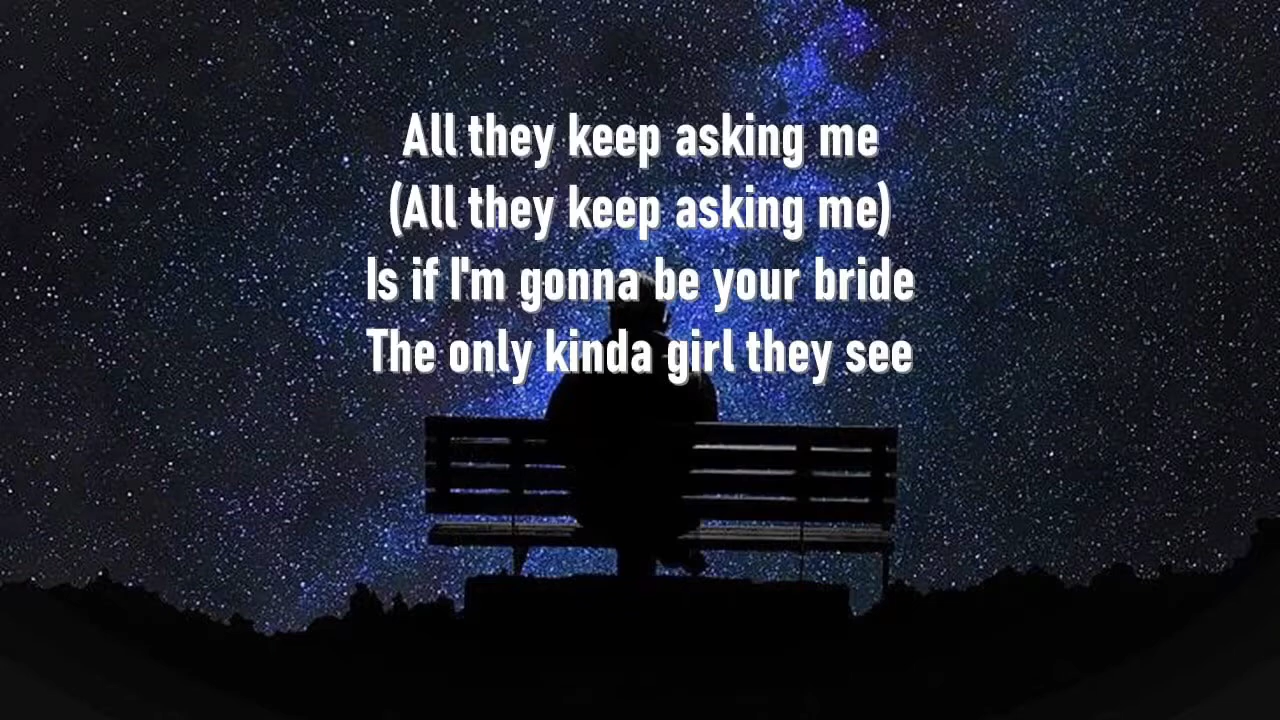 All they keep asking me
(All they keep asking me)
Is if I'm gonna be your bride
The only kinda girl they see